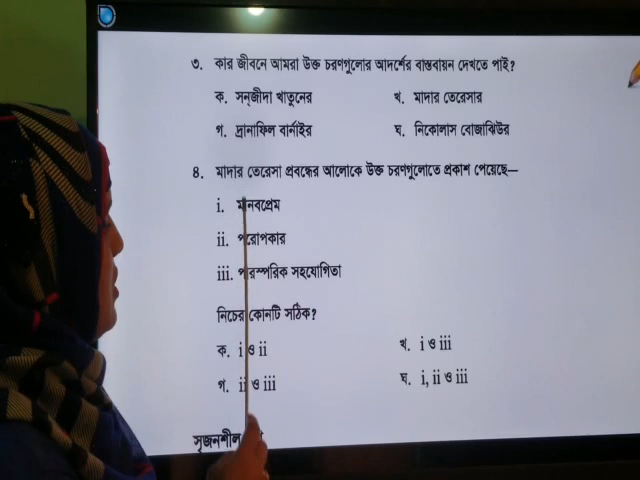 ৩. কার জীবনে আমরা উক্ত চরণগুলোর আদর্শের বাস্তবায়ন দেখতে পাই?
ক. সন্‌জীদা খাতুনের খ. মাদার তেরেসার
গ. দ্রানাফিল বার্নাইর ঘ. নিকোলাস বোজাঝিউর
৪. মাদার তেরেসা প্রবন্ধের আলোকে উক্ত চরণগুলোতে প্রকাশ পেয়েছে—
i. মানবপ্রেম
ii. পরোপকার
iii. পারস্পরিক সহযোগিতা
নিচের কোনটি সঠিক?
ক. i ও ii খ. i ও iii
গ. ii ও iii ঘ. i, ii ও iii
সৃজনশীল